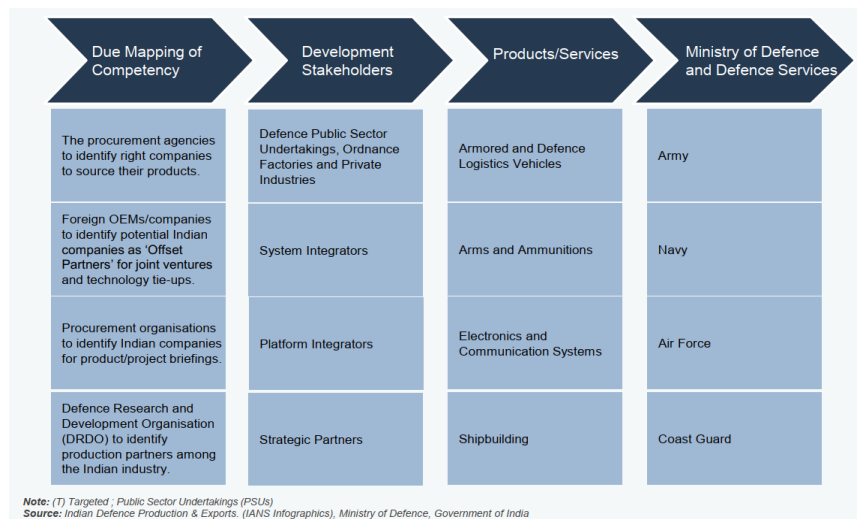 Due Mapping of
Competency
Development
Stakeholders
Products/Services
Ministry of Defence
and Defence Services
The procurement agencies
to identify right companies
to source their products.
Defence Public Sector
Undertakings, Ordnance
Factories and Private
Industries
Armored and Defence
Logistics Vehicles
Army
Foreign OEMs/companies
to identify potential Indian
companies as ‘Offset
Partners’ for joint ventures
and technology tie-ups.
System Integrators
Arms and Ammunitions
Navy
Procurement organisations
to identify Indian companies
for product/project briefings.
Platform Integrators
Electronics and
Communication Systems
Air Force
Defence Research and
Development Organisation
(DRDO) to identify
production partners among
the Indian industry.
Strategic Partners
Shipbuilding
Coast Guard
Note: (T) Targeted ; Public Sector Undertakings (PSUs)
Source: Indian Defence Production & Exports. (IANS Infographics), Ministry of Defence, Government of India